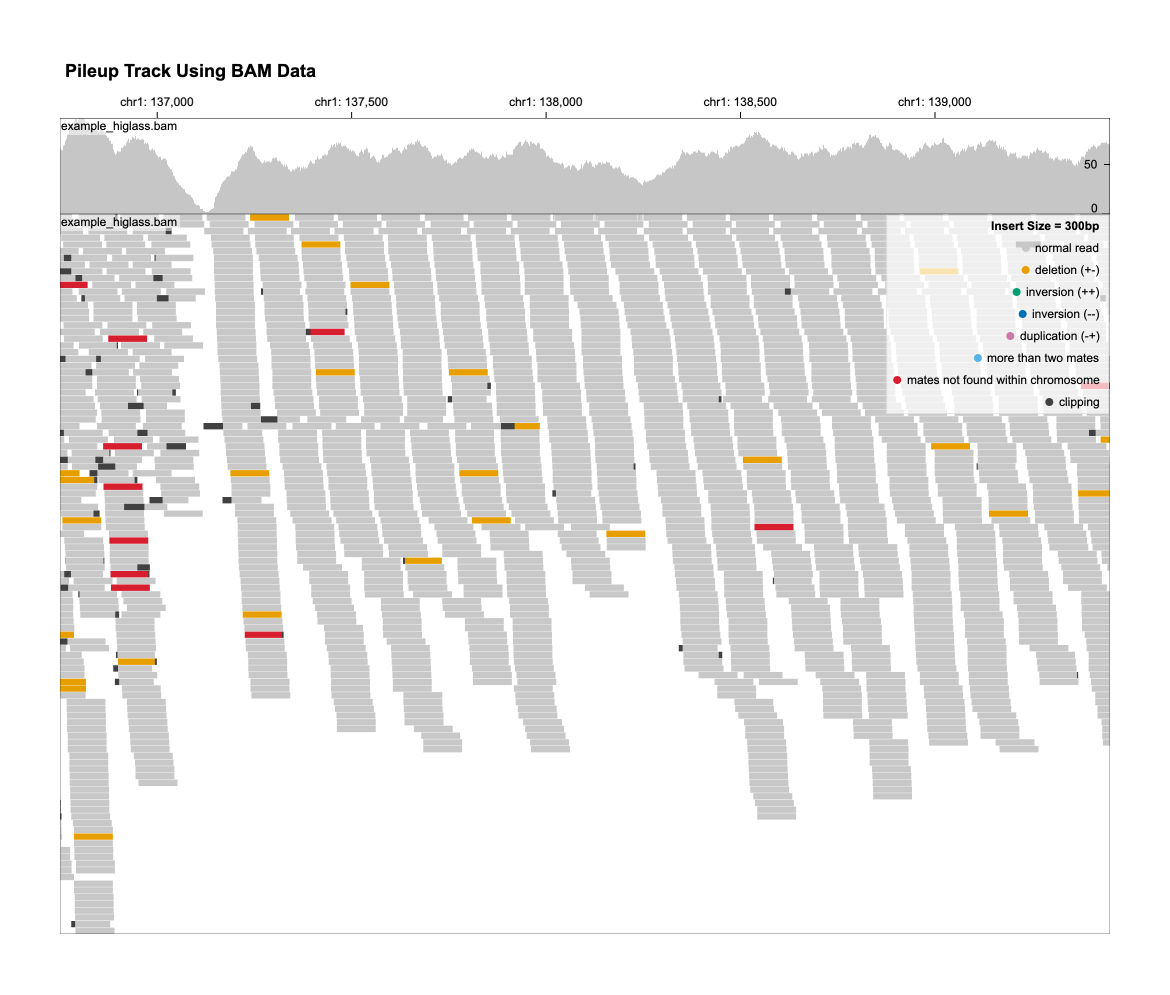 Pileup Track Using BAM Data
chr1: 137,000 chr1: 137,500 chr1: 138,000 chr1: 138,500 chr1: 139,000
example_higlass.bam
50
0
example_higlass.bam
Insert Size = 300bp
normal read
deletion (+-)
inversion (++)
inversion (--)
duplication (-+)
more than two mates
mates not found within chromosome
clipping